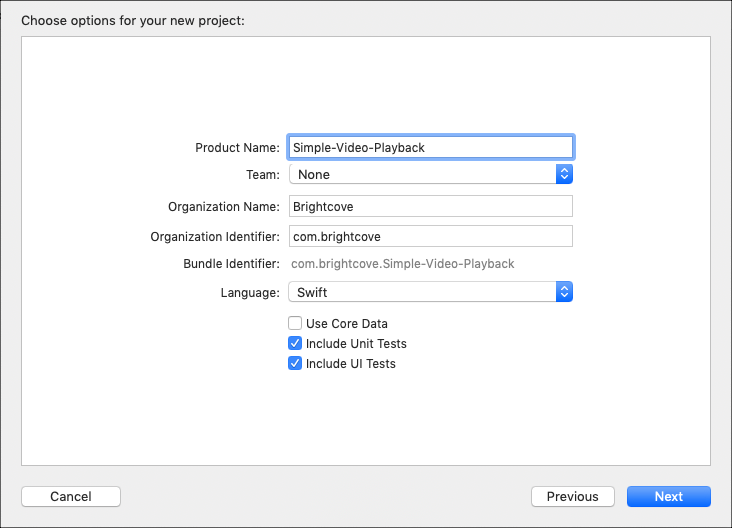 Choose options for your new project:
Product Name: Simple-Video-Playback
Team: None
Organization Name: Brightcove
Organization Identifier: com.brightcove
Bundle Identifier: com.brightcove.Simple-Video-Playback
Language: Swift
Use Core Data
Include Unit Tests
Include UI Tests
Cancel Previous Next